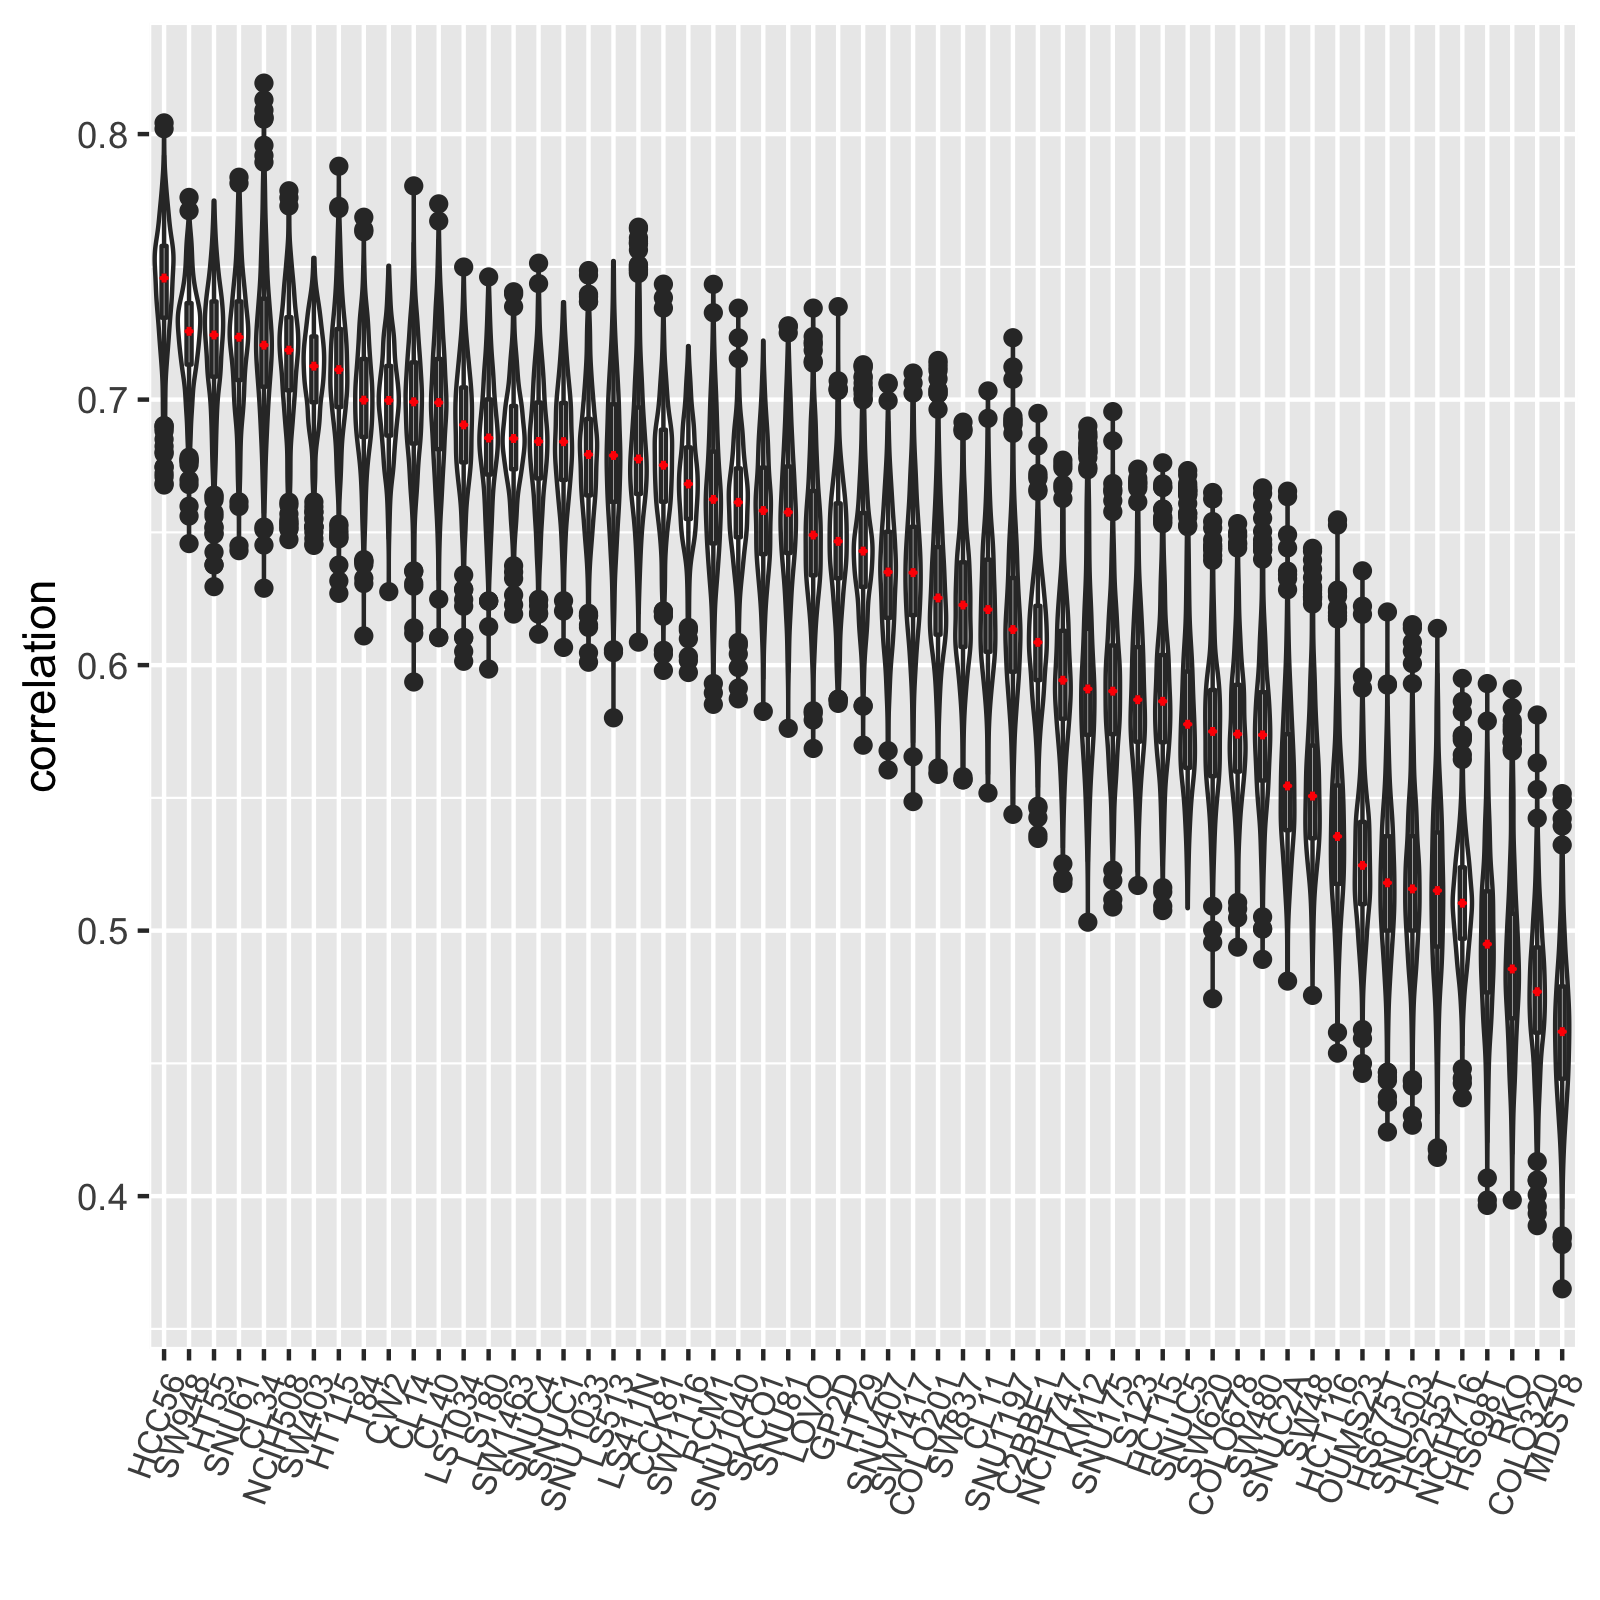 correlation
0.8
0.7
0.6
0.5
0.4
HCC56
SW948
HT55
SNU61
CL34
NCIH508
SW403
HT115
T84
CW2
CL14
CL40
LS1034
LS180
SW1463
SNUC4
SNUC1
SNU1033
LS513
LS411N
CCK81
SW1116
RCM1
SNU1040
SKCO1
SNU81
LOVO
GP2D
HT29
SNU407
SW1417
COLO201
SW837
CL11
SNU1197
C2BBE1
NCIH747
KM12
SNU175
LS123
HCT15
SNUC5
SW620
COLO678
SW480
SNUC2A
SW48
HCT116
OUMS23
HS675T
SNU503
HS255T
NCIH716
HS698T
RKO
COLO320
MDST8